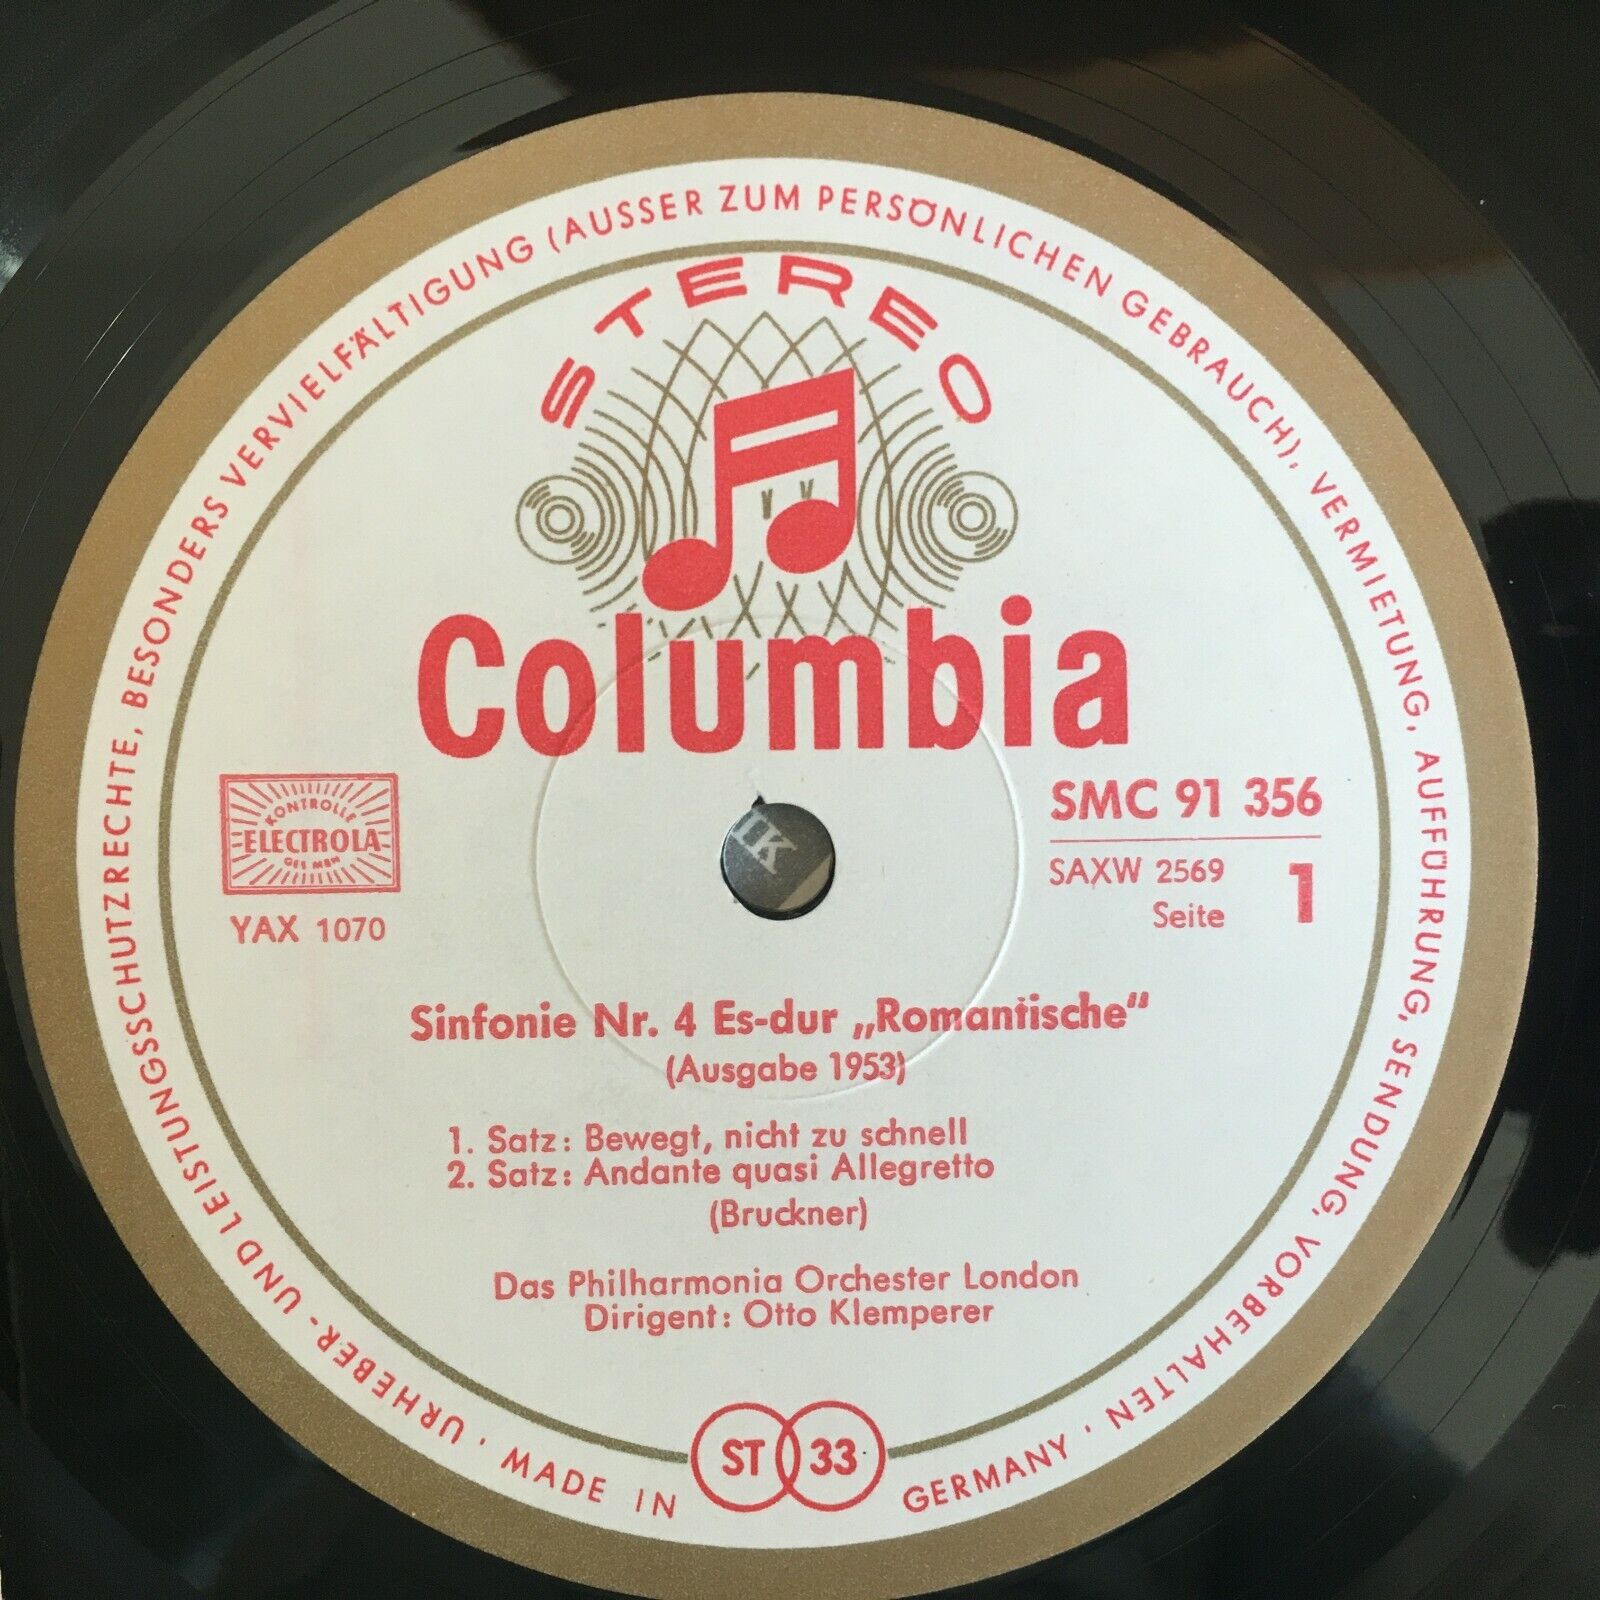 URHEBER- UND LEISTUNGSSCHUTZRECHTE, BESONDERS VERVIELFÄLTIGUNG (AUSSER ZUM PERSÖNLICHEN GEBRAUCH), VERMIETUNG, AUFFÜHRUNG, SENDUNG, VORBEHALTEN ·
STEREO
Columbia
KONTROLLE
ELECTROLA
GES MBH
YAX 1070
SMC 91 356
SAXW 2569
Seite 1
Sinfonie Nr. 4 Es-dur „Romantische“
(Ausgabe 1953)
1. Satz: Bewegt, nicht zu schnell
2. Satz: Andante quasi Allegretto
(Bruckner)
Das Philharmonia Orchester London
Dirigent: Otto Klemperer
MADE IN ST 33 GERMANY ·